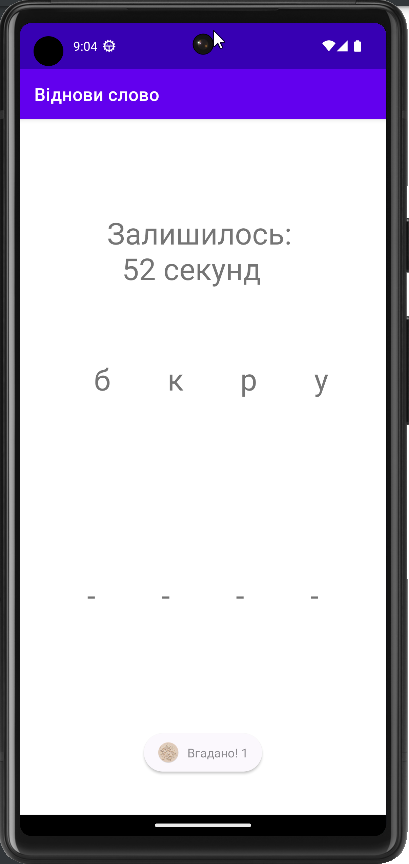 9:04
Віднови слово
Залишилось:
52 секунд
б к р у
- - - -
Вгадано! 1